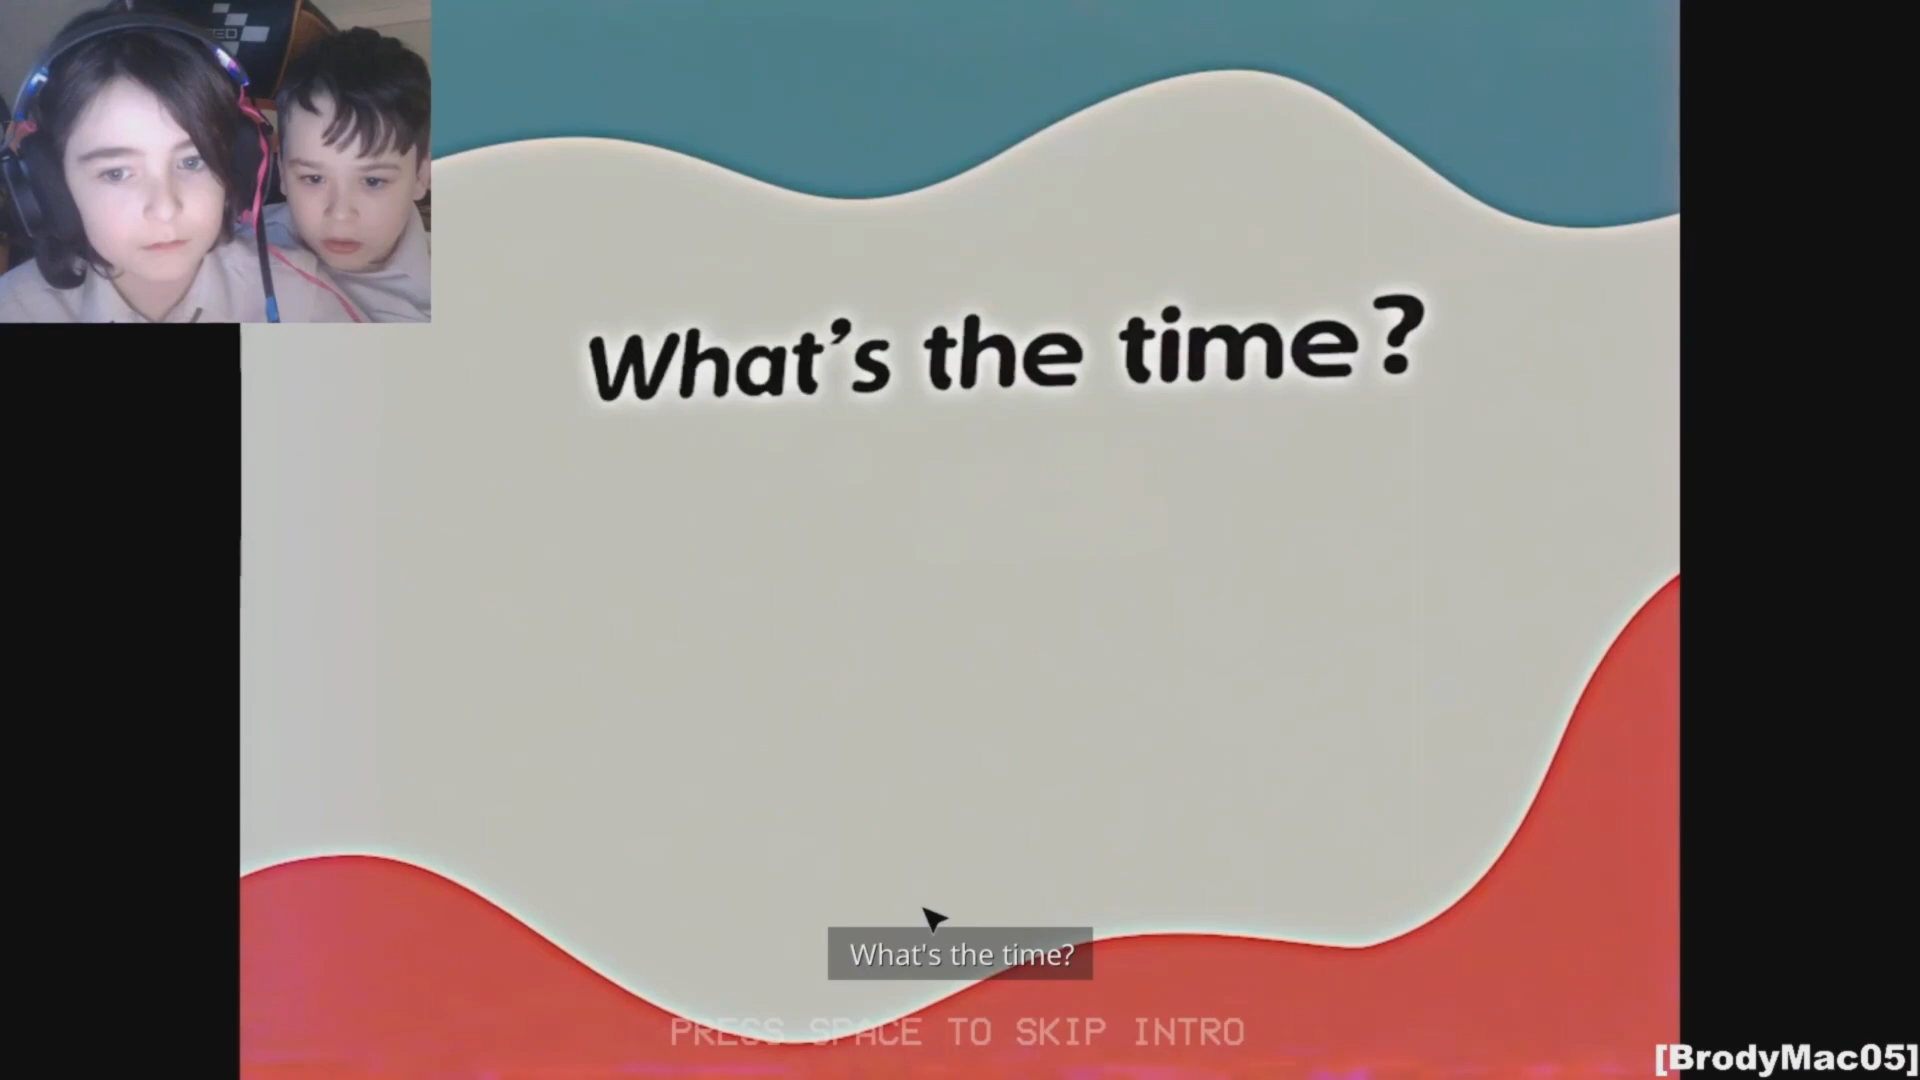 What's the time?
What's the time?
PRESS SPACE TO SKIP INTRO
[BrodyMac05]